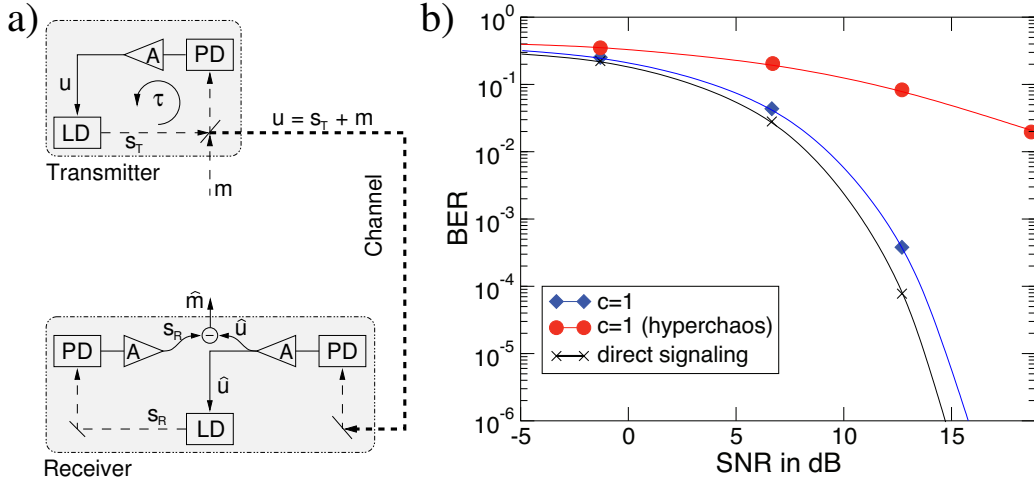 a)
A
PD
u
τ
LD
s_T
u = s_T + m
Transmitter
m
Channel
m̂
s_R
û
−
PD
A
A
PD
û
s_R
LD
Receiver
b)
10^0
10^-1
10^-2
10^-3
10^-4
10^-5
10^-6
BER
c=1
c=1 (hyperchaos)
direct signaling
-5
0
5
10
15
SNR in dB